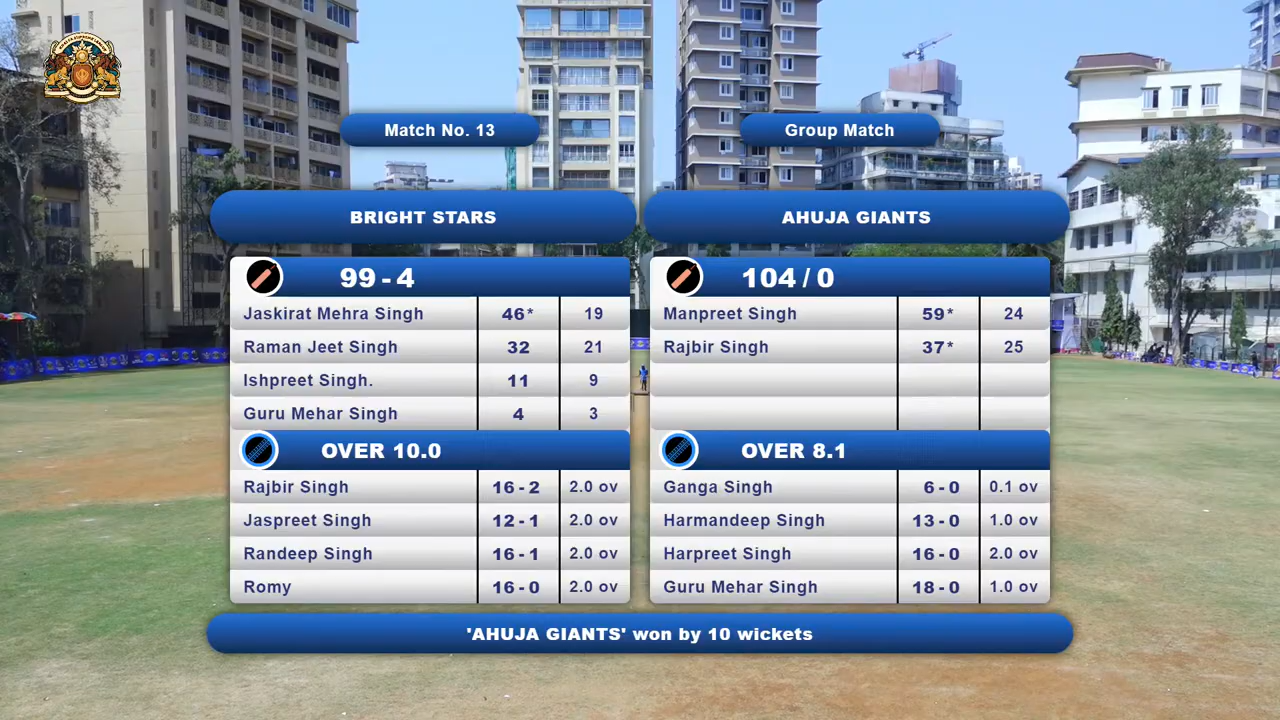 Match No. 13
Group Match
BRIGHT STARS
99 - 4
Jaskirat Mehra Singh 46* 19
Raman Jeet Singh 32 21
Ishpreet Singh. 11 9
Guru Mehar Singh 4 3
OVER 10.0
Rajbir Singh 16 - 2 2.0 ov
Jaspreet Singh 12 - 1 2.0 ov
Randeep Singh 16 - 1 2.0 ov
Romy 16 - 0 2.0 ov
AHUJA GIANTS
104 / 0
Manpreet Singh 59* 24
Rajbir Singh 37* 25
OVER 8.1
Ganga Singh 6 - 0 0.1 ov
Harmandeep Singh 13 - 0 1.0 ov
Harpreet Singh 16 - 0 2.0 ov
Guru Mehar Singh 18 - 0 1.0 ov
'AHUJA GIANTS' won by 10 wickets